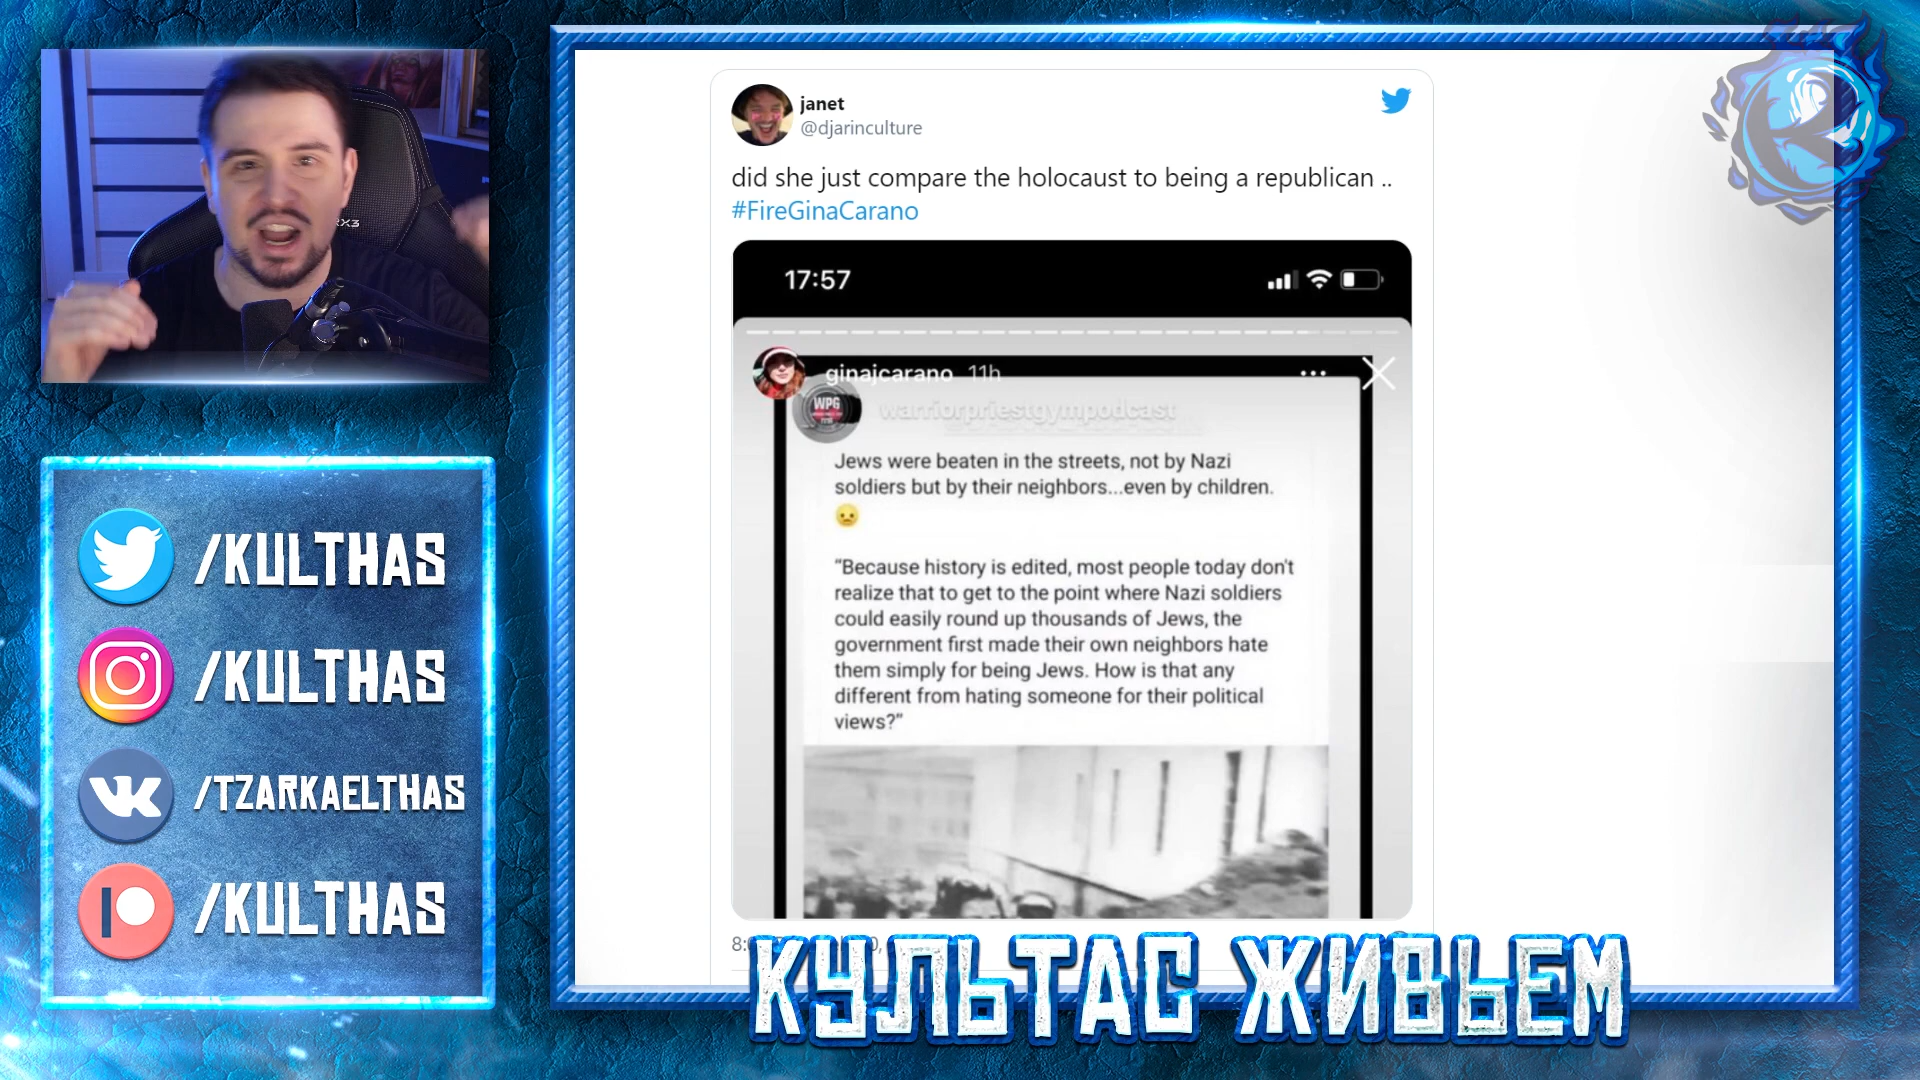 janet
@djarinculture
did she just compare the holocaust to being a republican ..
#FireGinaCarano
17:57
ginajcarano 11h
WPG
warriorpriestgympodcast
Jews were beaten in the streets, not by Nazi
soldiers but by their neighbors...even by children.
“Because history is edited, most people today don't
realize that to get to the point where Nazi soldiers
could easily round up thousands of Jews, the
government first made their own neighbors hate
them simply for being Jews. How is that any
different from hating someone for their political
views?”
/KULTHAS
/KULTHAS
/TZARKAELTHAS
/KULTHAS
КУЛЬТАС ЖИВЬЕМ